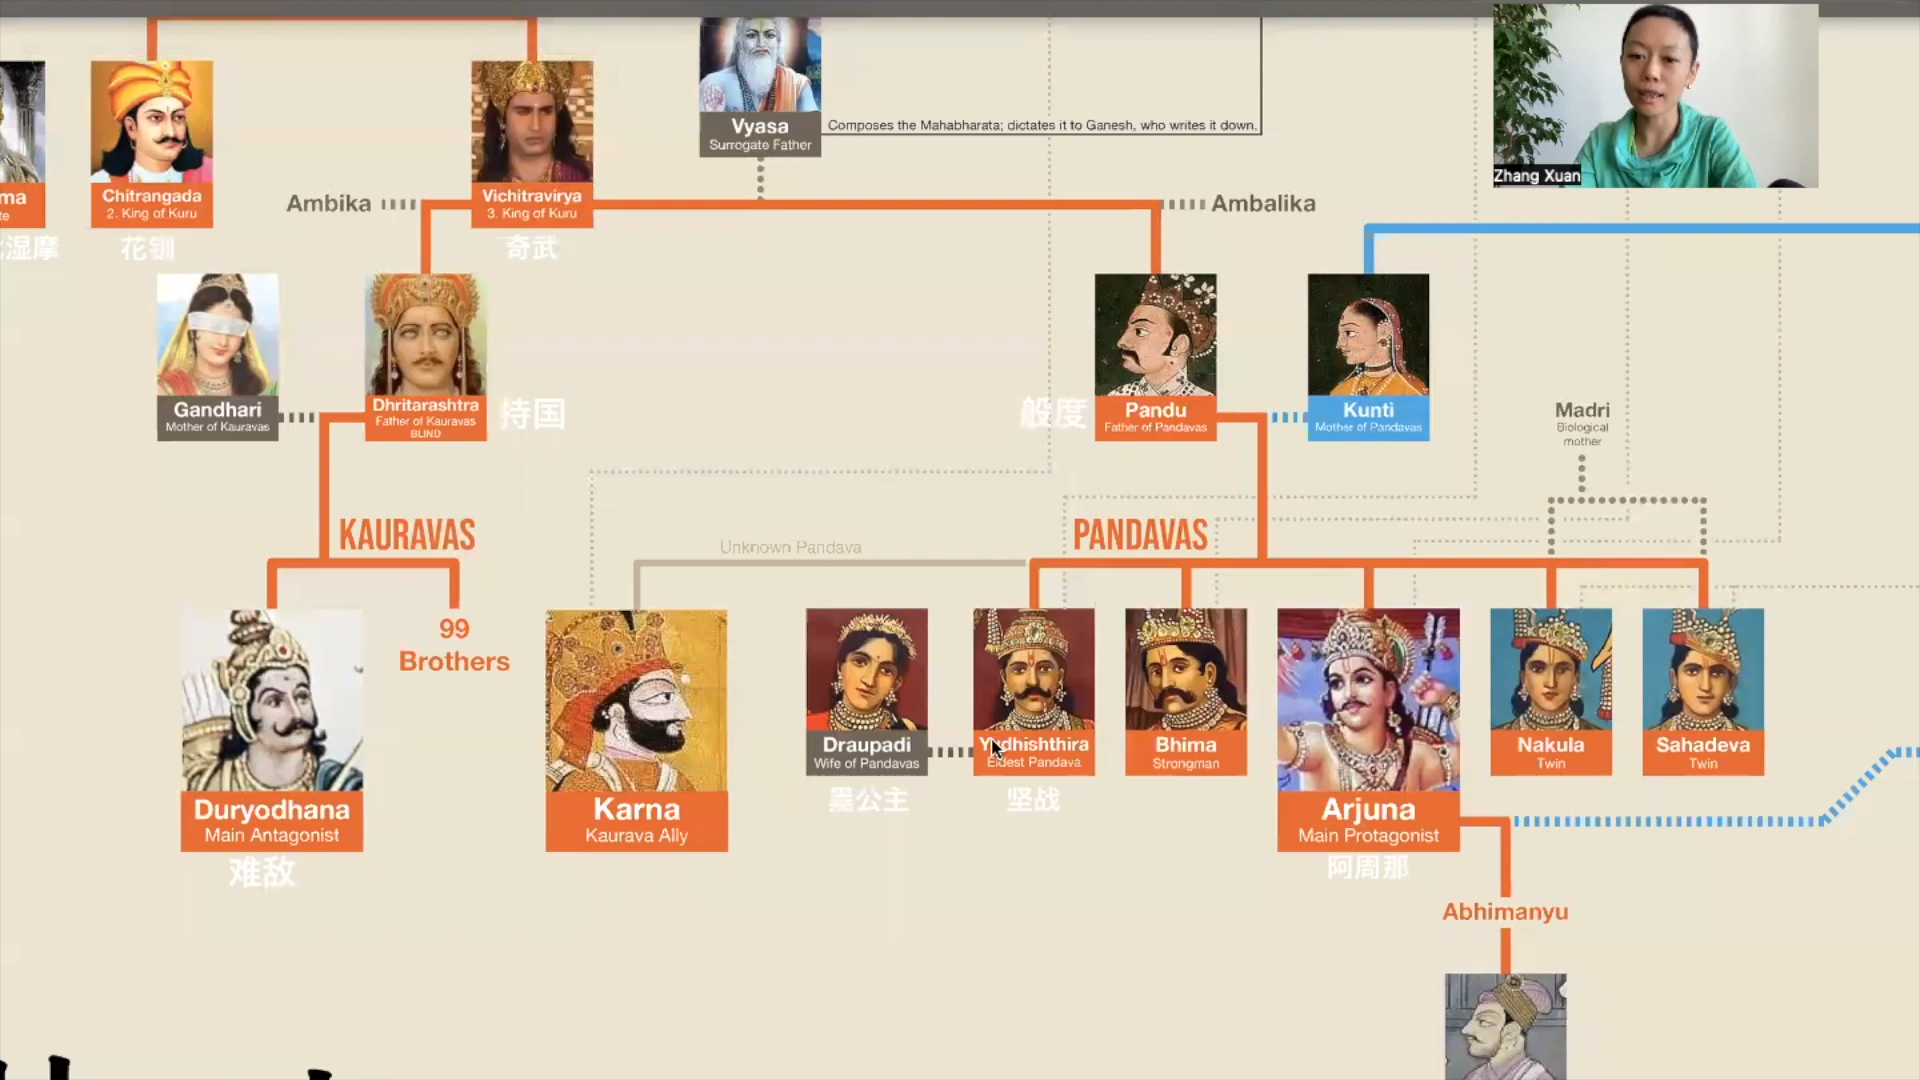 Vyasa
Surrogate Father
Composes the Mahabharata; dictates it to Ganesh, who writes it down.
Zhang Xuan
ma
te
湿摩
Chitrangada
2. King of Kuru
花钏
Ambika
Vichitravirya
3. King of Kuru
奇武
Ambalika
Gandhari
Mother of Kauravas
Dhritarashtra
Father of Kauravas
BLIND
持国
般度
Pandu
Father of Pandavas
Kunti
Mother of Pandavas
Madri
Biological
mother
KAURAVAS
Unknown Pandava
PANDAVAS
99
Brothers
Duryodhana
Main Antagonist
难敌
Karna
Kaurava Ally
Draupadi
Wife of Pandavas
黑公主
Yudhishthira
Eldest Pandava
坚战
Bhima
Strongman
Arjuna
Main Protagonist
阿周那
Nakula
Twin
Sahadeva
Twin
Abhimanyu